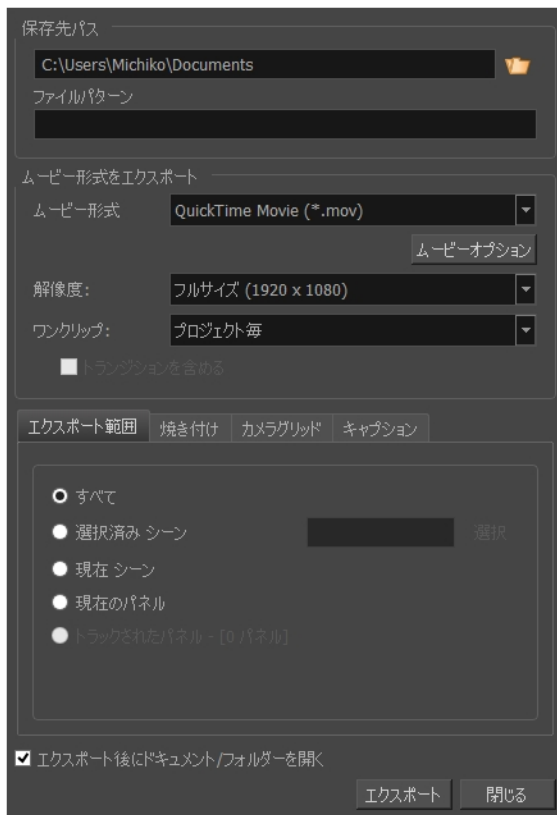 保存先パス
C:\Users\Michiko\Documents
ファイルパターン
ムービー形式をエクスポート
ムービー形式 QuickTime Movie (*.mov)
ムービーオプション
解像度: フルサイズ (1920 x 1080)
ワンクリップ: プロジェクト毎
トランジションを含める
エクスポート範囲 焼き付け カメラグリッド キャプション
すべて
選択済み シーン 選択
現在 シーン
現在のパネル
トラックされたパネル - [0 パネル]
エクスポート後にドキュメント/フォルダーを開く
エクスポート 閉じる